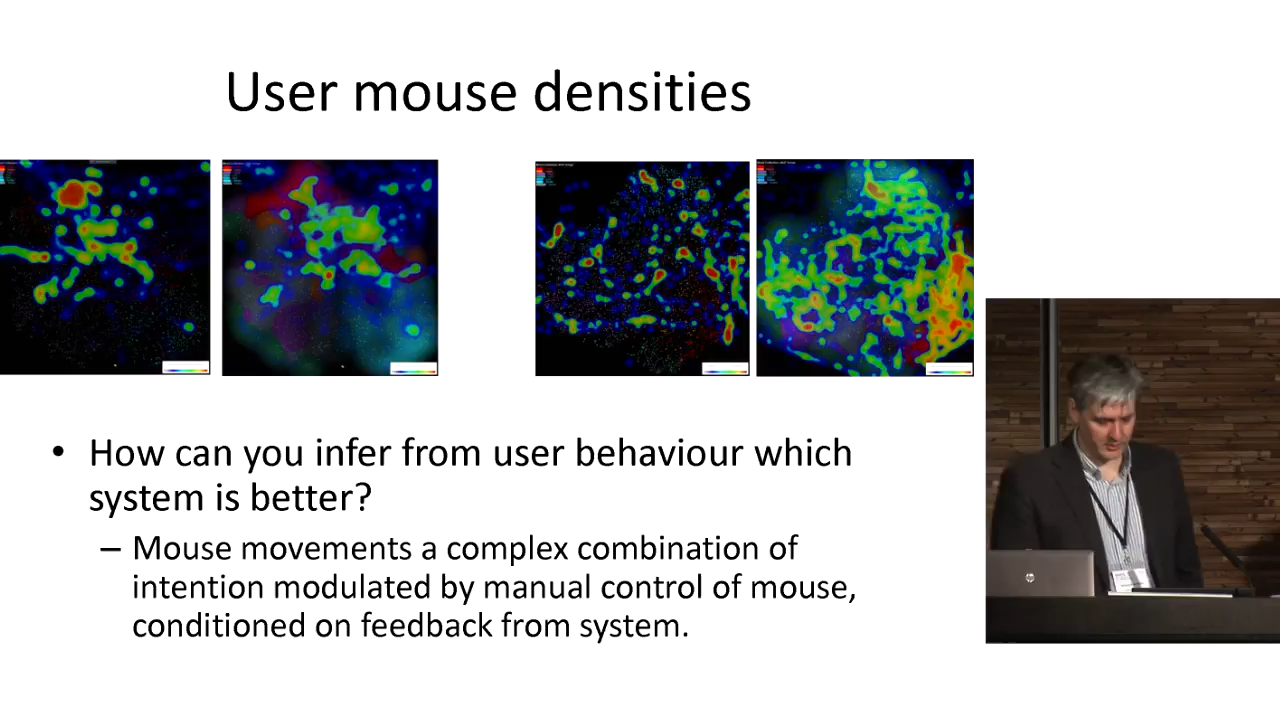 User mouse densities
• How can you infer from user behaviour which
system is better?
– Mouse movements a complex combination of
intention modulated by manual control of mouse,
conditioned on feedback from system.
hp